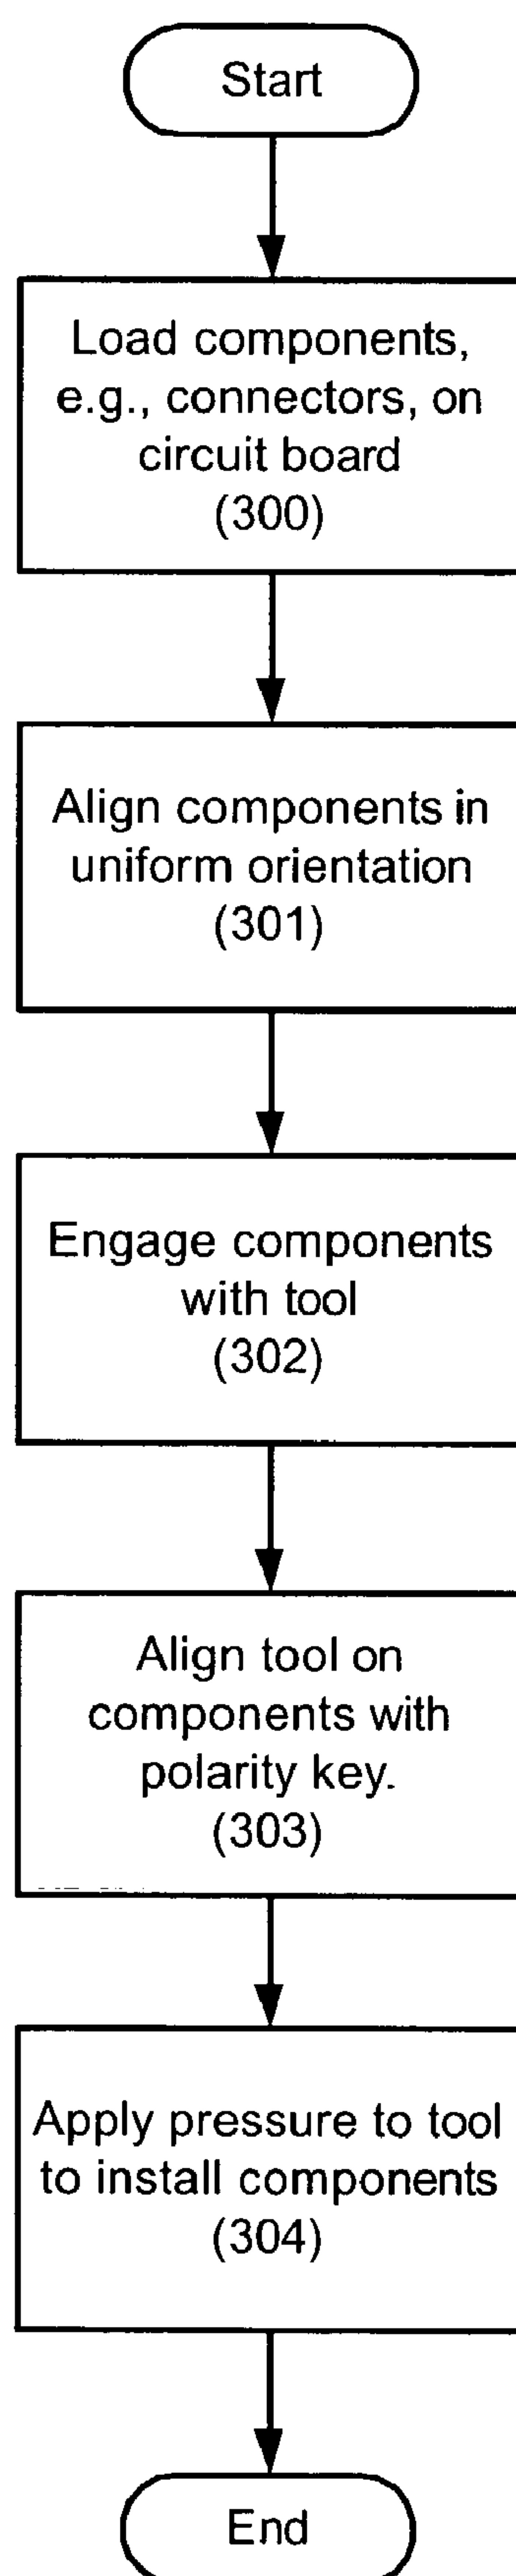 Start
Load components,
e.g., connectors, on
circuit board
(300)
Align components in
uniform orientation
(301)
Engage components
with tool
(302)
Align tool on
components with
polarity key.
(303)
Apply pressure to tool
to install components
(304)
End